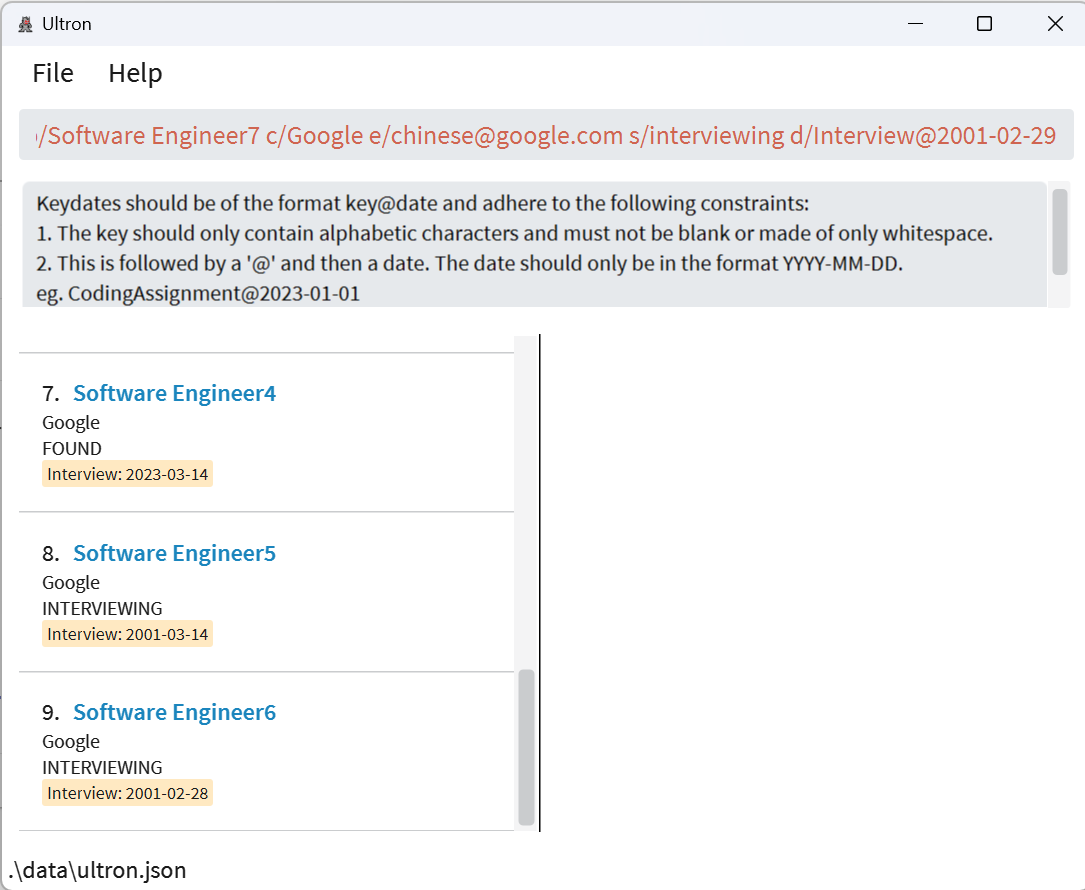 Ultron
File Help
/Software Engineer7 c/Google e/chinese@google.com s/interviewing d/Interview@2001-02-29
Keydates should be of the format key@date and adhere to the following constraints:
1. The key should only contain alphabetic characters and must not be blank or made of only whitespace.
2. This is followed by a '@' and then a date. The date should only be in the format YYYY-MM-DD.
eg. CodingAssignment@2023-01-01
7. Software Engineer4
Google
FOUND
Interview: 2023-03-14
8. Software Engineer5
Google
INTERVIEWING
Interview: 2001-03-14
9. Software Engineer6
Google
INTERVIEWING
Interview: 2001-02-28
.\data\ultron.json